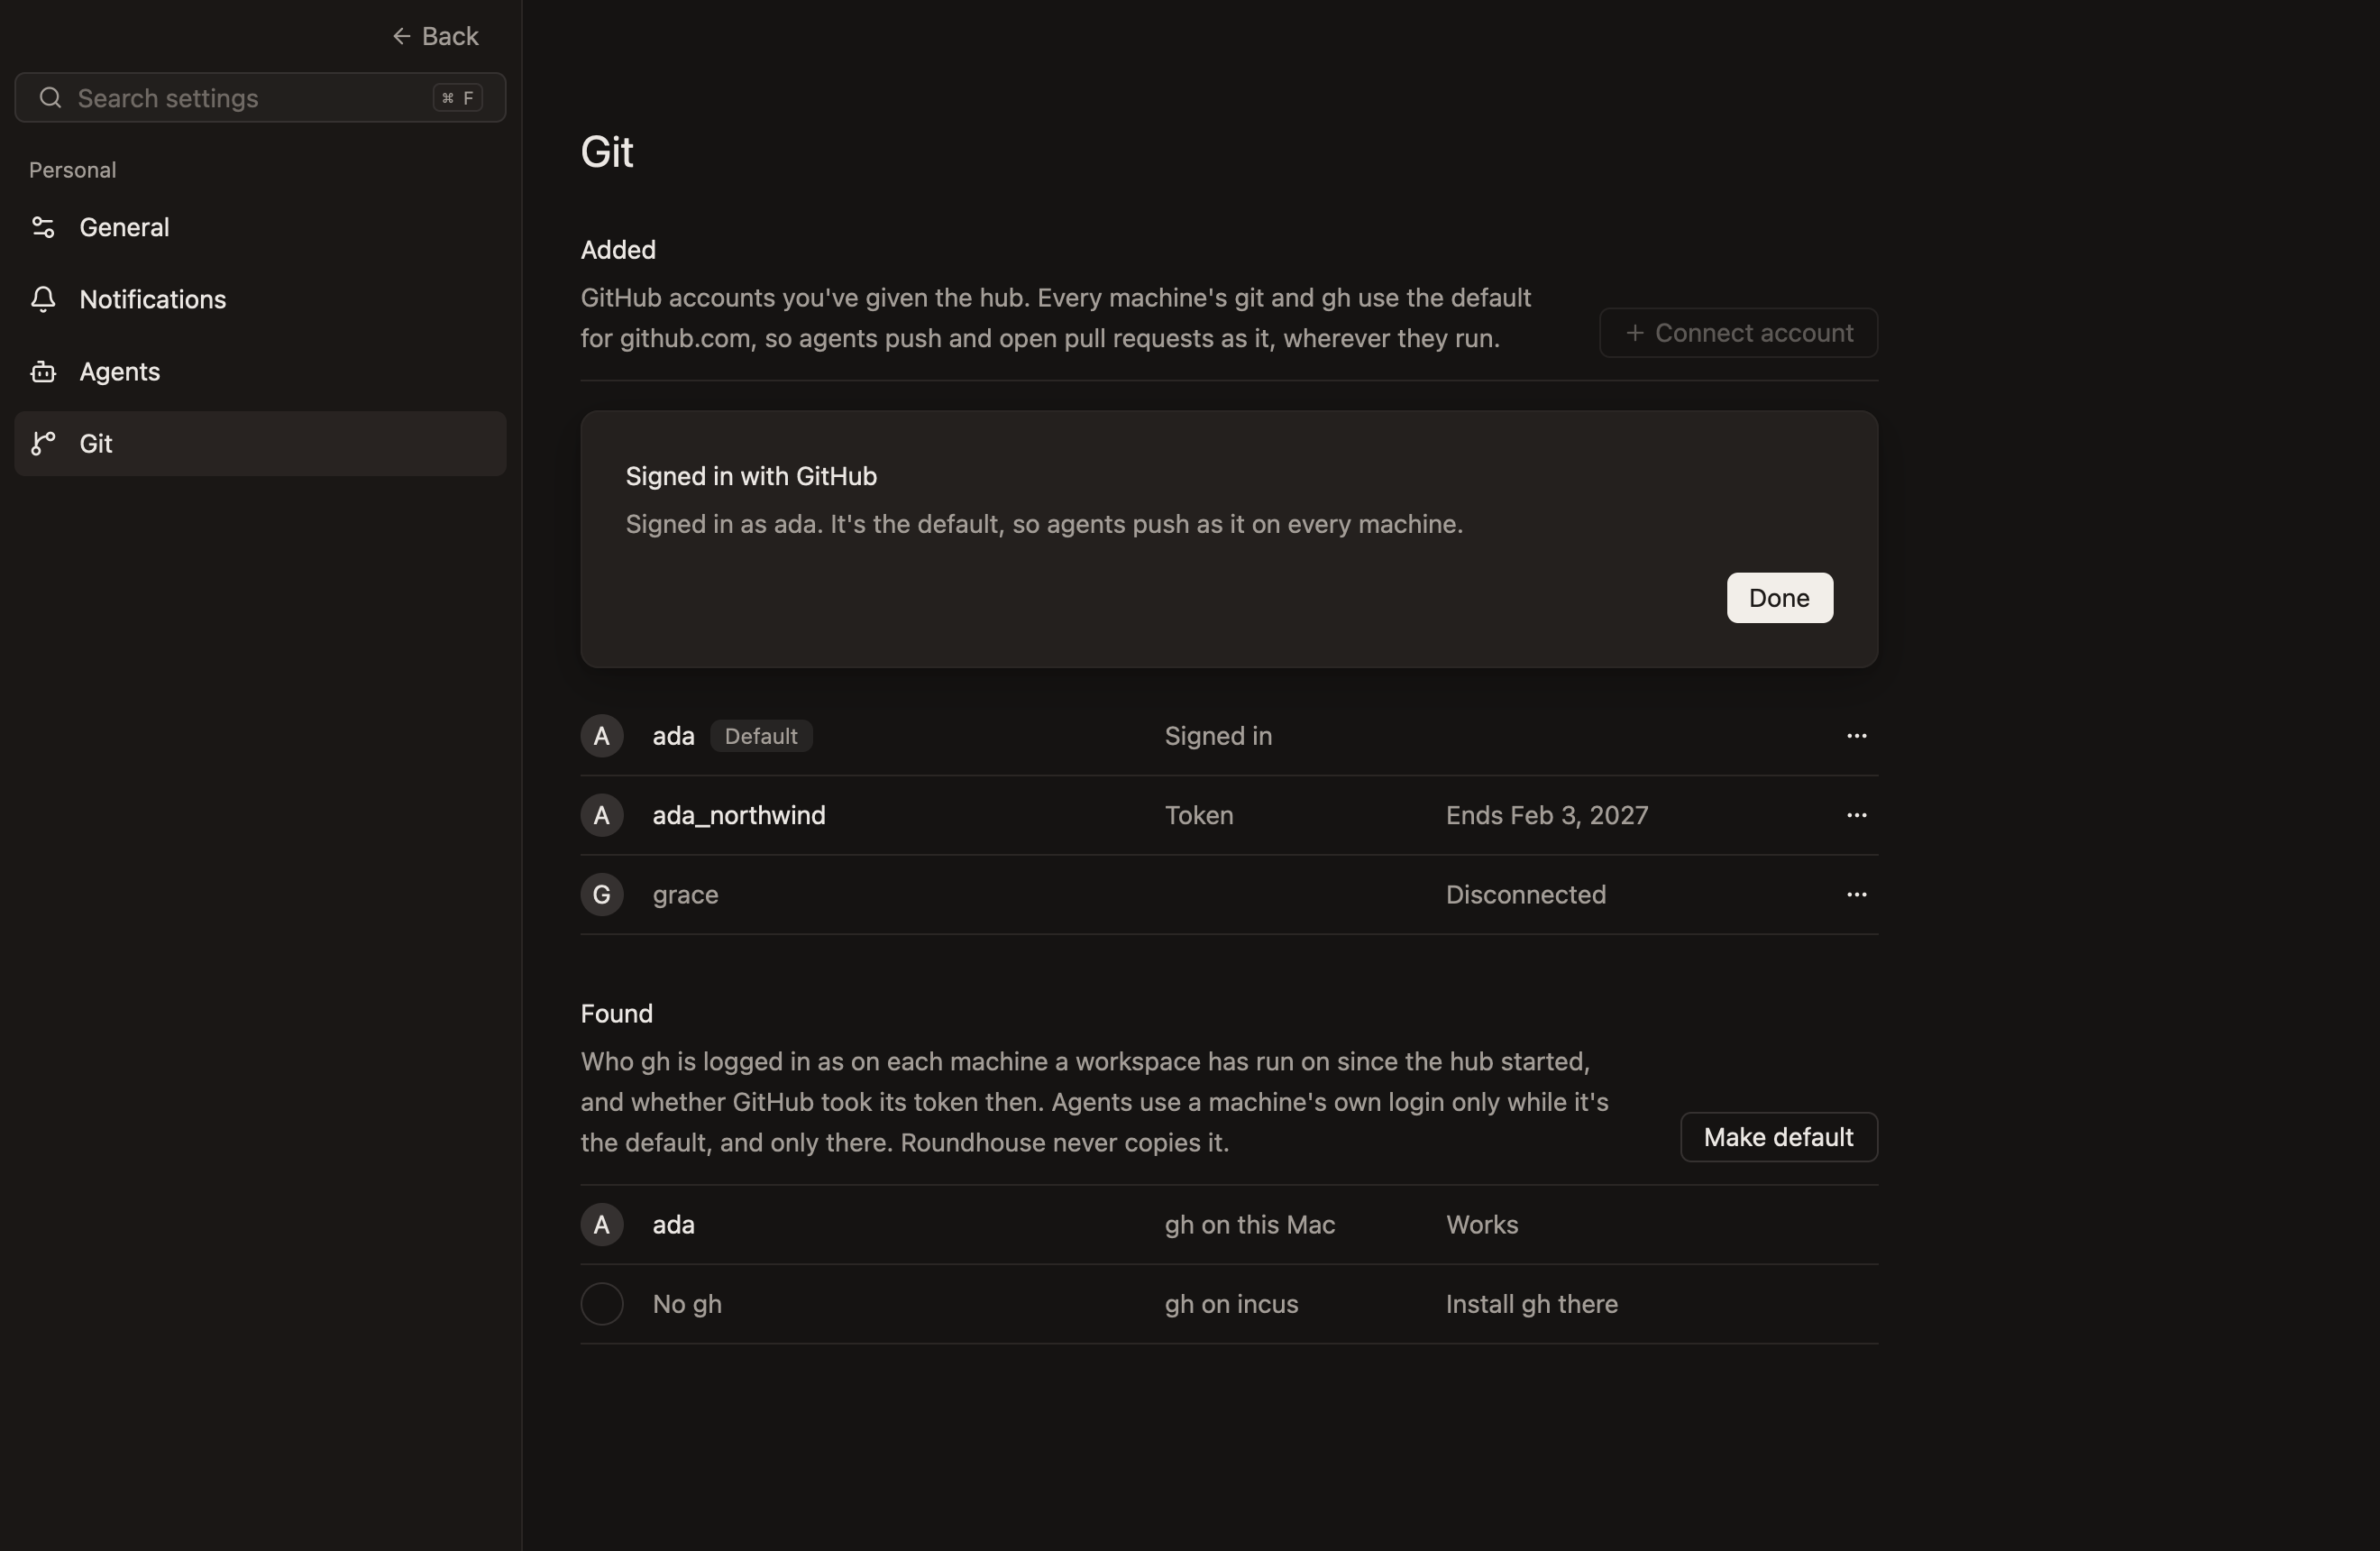 ← Back
Search settings
⌘ F
Personal
General
Notifications
Agents
Git
Git
Added
GitHub accounts you've given the hub. Every machine's git and gh use the default
for github.com, so agents push and open pull requests as it, wherever they run.
+ Connect account
Signed in with GitHub
Signed in as ada. It's the default, so agents push as it on every machine.
Done
A ada Default Signed in ...
A ada_northwind Token Ends Feb 3, 2027 ...
G grace Disconnected ...
Found
Who gh is logged in as on each machine a workspace has run on since the hub started,
and whether GitHub took its token then. Agents use a machine's own login only while it's
the default, and only there. Roundhouse never copies it.
Make default
A ada gh on this Mac Works
No gh gh on incus Install gh there